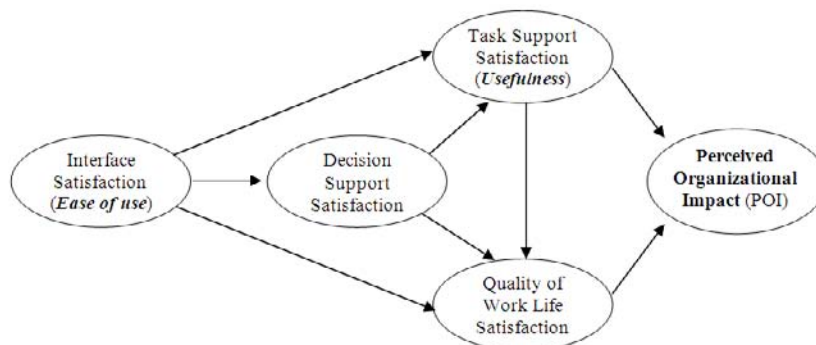 Task Support
Satisfaction
(Usefulness)
Interface
Satisfaction
(Ease of use)
Decision
Support
Satisfaction
Perceived
Organizational
Impact (POI)
Quality of
Work Life
Satisfaction